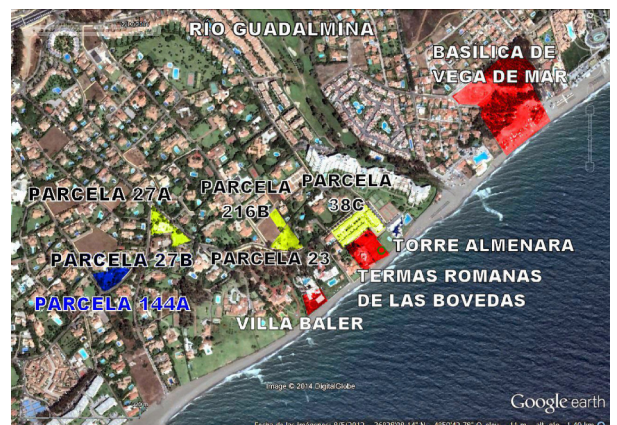 RIO GUADALMINA
BASILICA DE
VEGA DE MAR
PARCELA 27A
PARCELA
216B
PARCELA
38C
TORRE ALMENARA
PARCELA 27B
PARCELA 23
TERMAS ROMANAS
DE LAS BOVEDAS
PARCELA 144A
VILLA BALER
Image © 2014 DigitalGlobe
Google earth